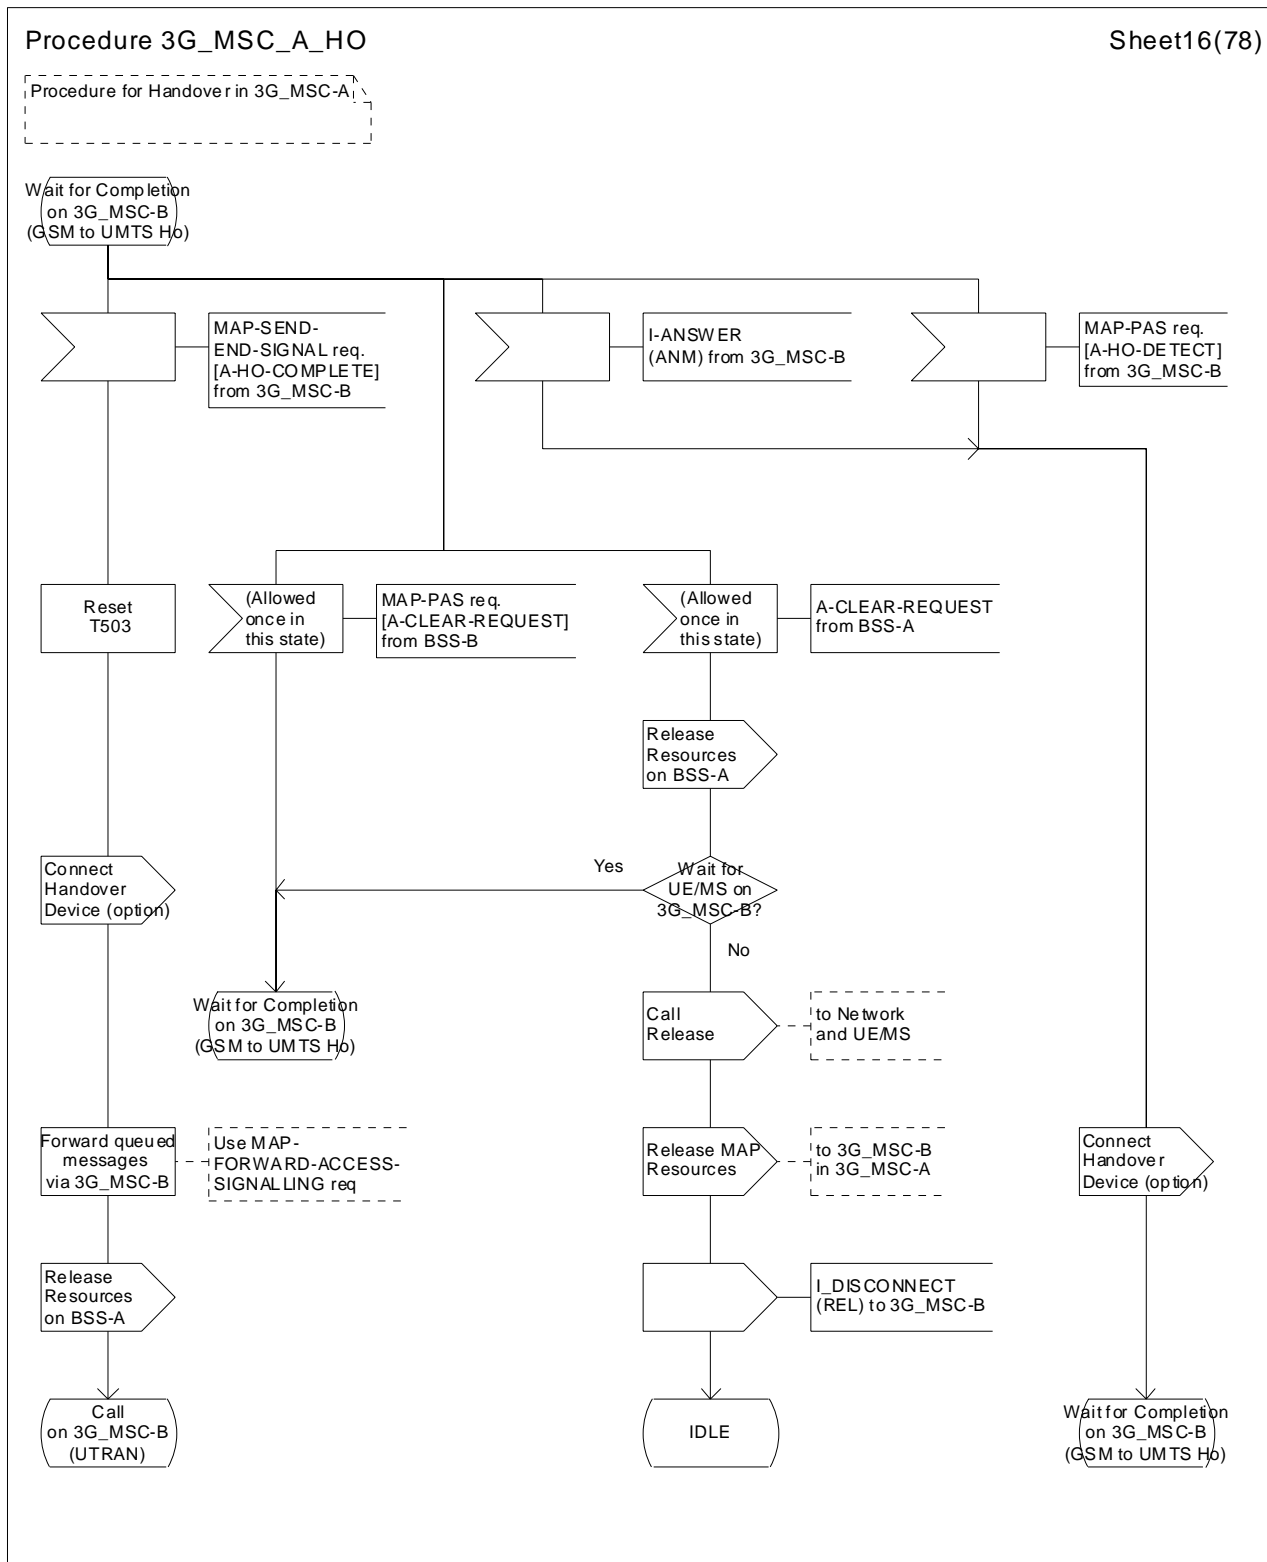 Procedure 3G_MSC_A_HO
Sheet16(78)
Procedure for Handover in 3G_MSC-A
Wait for Completion
on 3G_MSC-B
(GSM to UMTS Ho)
MAP-SEND-
END-SIGNAL req.
[A-HO-COMPLETE]
from 3G_MSC-B
I-ANSWER
(ANM) from 3G_MSC-B
MAP-PAS req.
[A-HO-DETECT]
from 3G_MSC-B
Reset
T503
(Allowed
once in
this state)
MAP-PAS req.
[A-CLEAR-REQUEST]
from BSS-B
(Allowed
once in
this state)
A-CLEAR-REQUEST
from BSS-A
Release
Resources
on BSS-A
Connect
Handover
Device (option)
Yes
Wait for
UE/MS on
3G_MSC-B?
No
Wait for Completion
on 3G_MSC-B
(GSM to UMTS Ho)
Call
Release
to Network
and UE/MS
Forward queued
messages
via 3G_MSC-B
Use MAP-
FORWARD-ACCESS-
SIGNALLING req
Release MAP
Resources
to 3G_MSC-B
in 3G_MSC-A
Connect
Handover
Device (option)
Release
Resources
on BSS-A
I_DISCONNECT
(REL) to 3G_MSC-B
Call
on 3G_MSC-B
(UTRAN)
IDLE
Wait for Completion
on 3G_MSC-B
(GSM to UMTS Ho)